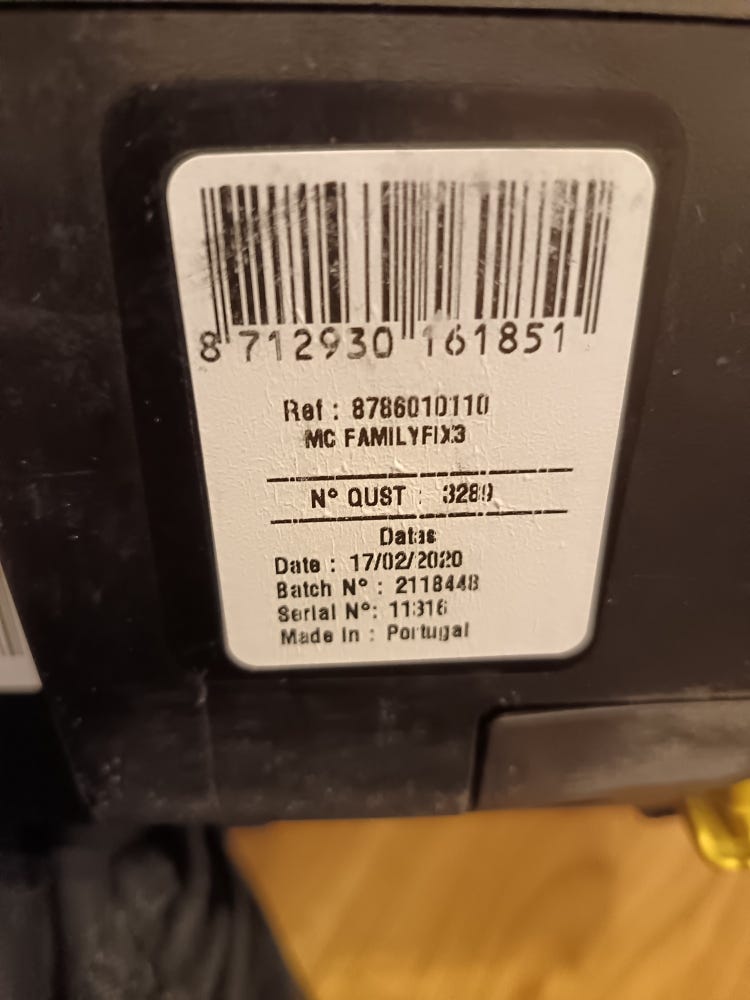 8 712930 161851
Ref : 8786010110
MC FAMILYFIX3
N° QUST : 3289
Datas
Date : 17/02/2020
Batch N° : 2118448
Serial N°: 11316
Made In : Portugal